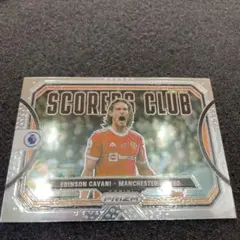 SCORERS CLUB
EDINSON CAVANI - MANCHESTER
PRIZM